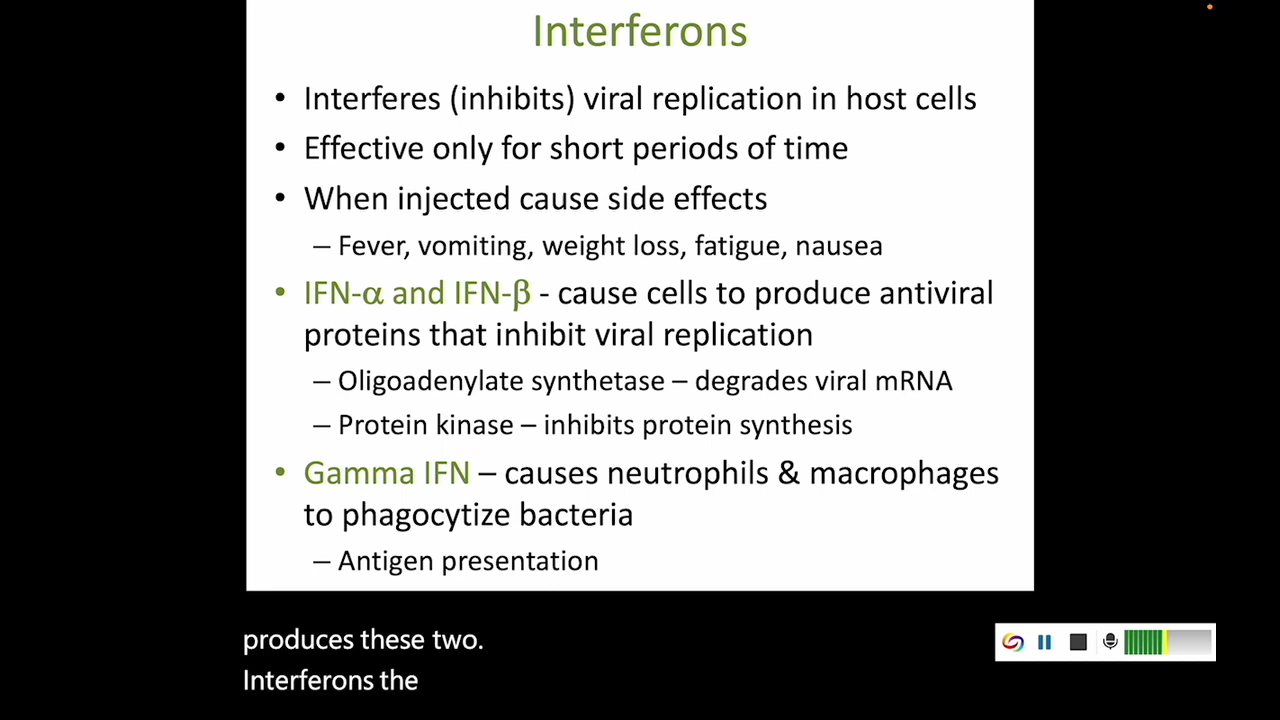 Interferons
• Interferes (inhibits) viral replication in host cells
• Effective only for short periods of time
• When injected cause side effects
– Fever, vomiting, weight loss, fatigue, nausea
• IFN-α and IFN-β - cause cells to produce antiviral
proteins that inhibit viral replication
– Oligoadenylate synthetase – degrades viral mRNA
– Protein kinase – inhibits protein synthesis
• Gamma IFN – causes neutrophils & macrophages
to phagocytize bacteria
– Antigen presentation
produces these two.
Interferons the